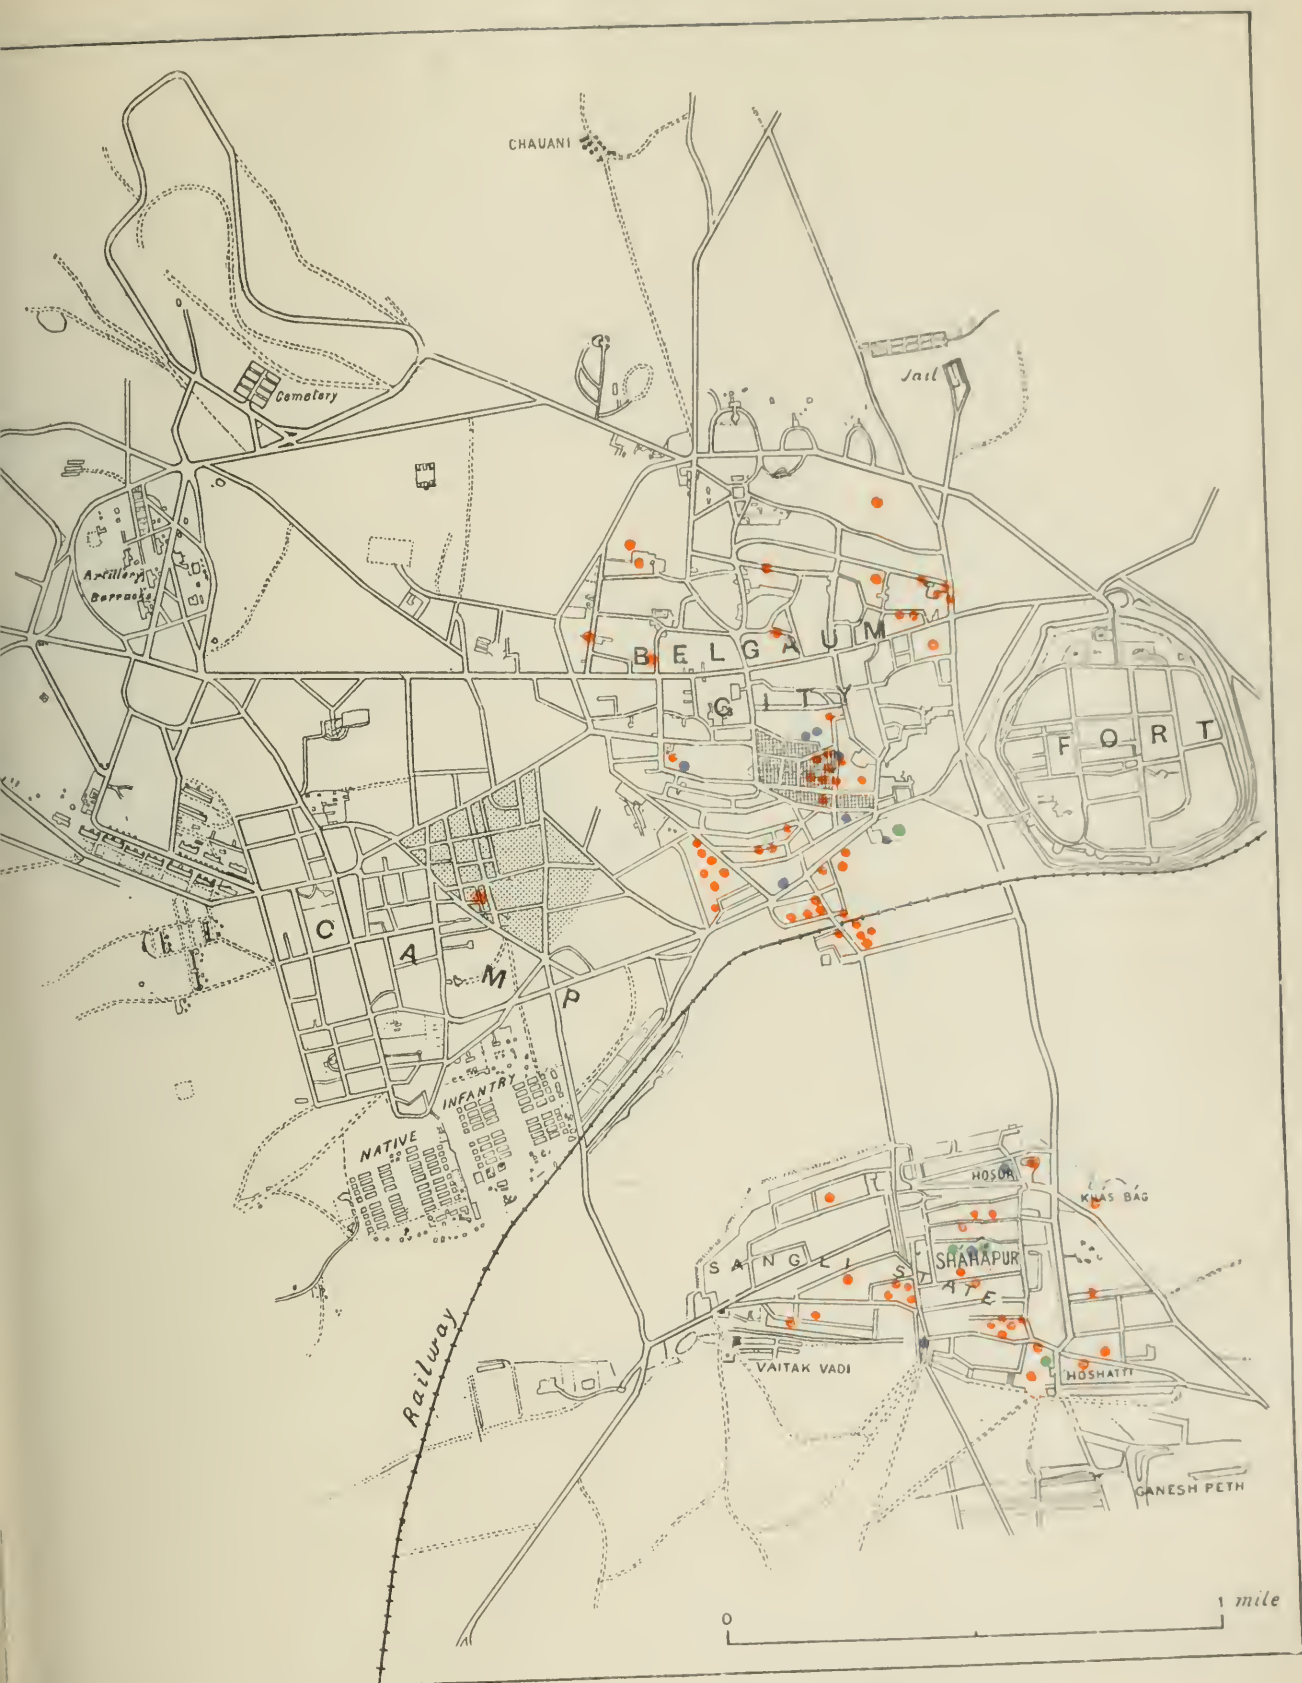 CHAUANI
Jail
Cemetery
Artillery
Barracks
BELGAUM
CITY
FORT
CAMP
INFANTRY
NATIVE
HOSUR
KHAS BAG
SANGLI STATE
SHAHAPUR
VAITAK VADI
HOSHATTI
Railway
GANESH PETH
0
1 mile